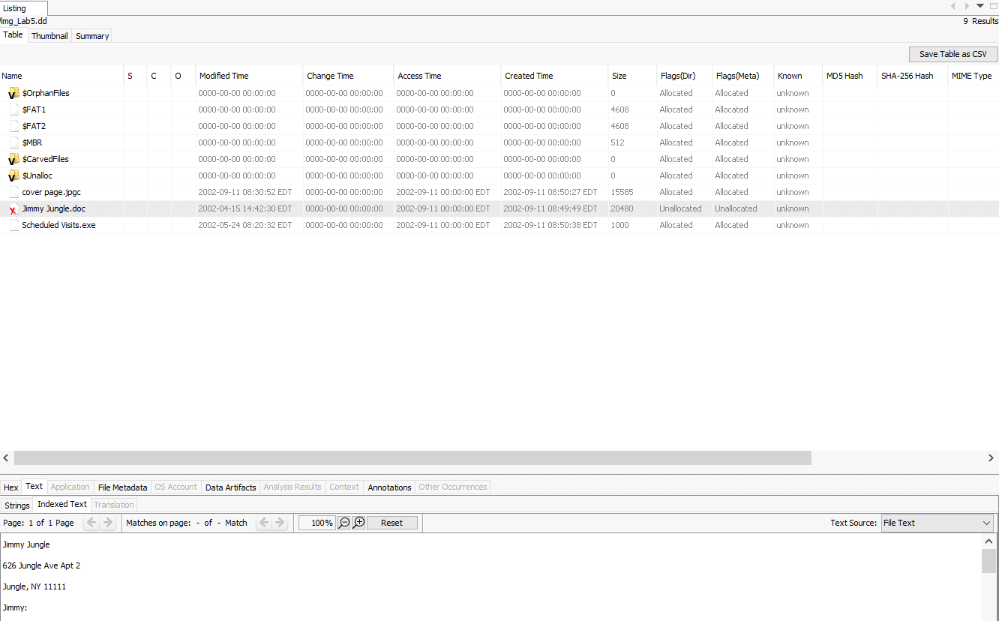 Listing
/img_Lab5.dd
9 Results
Table Thumbnail Summary
Save Table as CSV
Name S C O Modified Time Change Time Access Time Created Time Size Flags(Dir) Flags(Meta) Known MD5 Hash SHA-256 Hash MIME Type
$OrphanFiles 0000-00-00 00:00:00 0000-00-00 00:00:00 0000-00-00 00:00:00 0000-00-00 00:00:00 0 Allocated Allocated unknown
$FAT1 0000-00-00 00:00:00 0000-00-00 00:00:00 0000-00-00 00:00:00 0000-00-00 00:00:00 4608 Allocated Allocated unknown
$FAT2 0000-00-00 00:00:00 0000-00-00 00:00:00 0000-00-00 00:00:00 0000-00-00 00:00:00 4608 Allocated Allocated unknown
$MBR 0000-00-00 00:00:00 0000-00-00 00:00:00 0000-00-00 00:00:00 0000-00-00 00:00:00 512 Allocated Allocated unknown
$CarvedFiles 0000-00-00 00:00:00 0000-00-00 00:00:00 0000-00-00 00:00:00 0000-00-00 00:00:00 0 Allocated Allocated unknown
$Unalloc 0000-00-00 00:00:00 0000-00-00 00:00:00 0000-00-00 00:00:00 0000-00-00 00:00:00 0 Allocated Allocated unknown
cover page.jpgc 2002-09-11 08:30:52 EDT 0000-00-00 00:00:00 2002-09-11 00:00:00 EDT 2002-09-11 08:50:27 EDT 15585 Allocated Allocated unknown
Jimmy Jungle.doc 2002-04-15 14:42:30 EDT 0000-00-00 00:00:00 2002-09-11 00:00:00 EDT 2002-09-11 08:49:49 EDT 20480 Unallocated Unallocated unknown
Scheduled Visits.exe 2002-05-24 08:20:32 EDT 0000-00-00 00:00:00 2002-09-11 00:00:00 EDT 2002-09-11 08:50:38 EDT 1000 Allocated Allocated unknown
Hex Text Application File Metadata OS Account Data Artifacts Analysis Results Context Annotations Other Occurrences
Strings Indexed Text Translation
Page: 1 of 1 Page Matches on page: - of - Match 100% Reset Text Source: File Text
Jimmy Jungle
626 Jungle Ave Apt 2
Jungle, NY 11111
Jimmy: